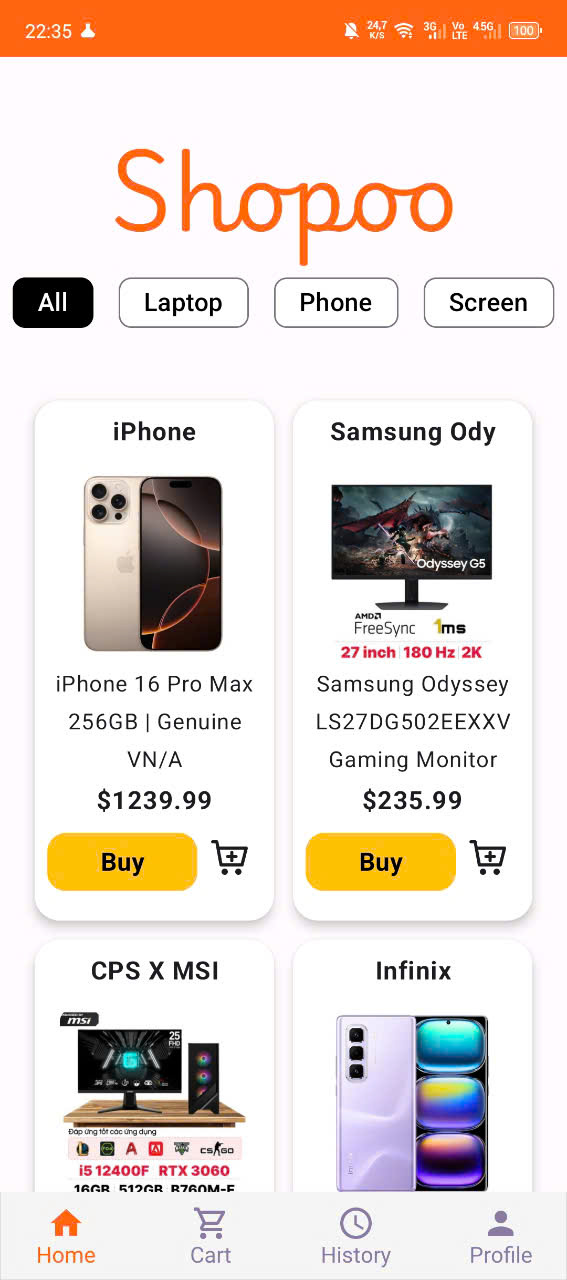 22:35
24,7
K/S
3G
Vo
LTE
4.5G
100
Shopoo
All
Laptop
Phone
Screen
iPhone
Samsung Ody
Odyssey G5
AMD
FreeSync
1ms
27 inch 180 Hz 2K
iPhone 16 Pro Max
256GB | Genuine
VN/A
$1239.99
Samsung Odyssey
LS27DG502EEXXV
Gaming Monitor
$235.99
Buy
Buy
CPS X MSI
Infinix
msi
25
FHD
Đáp ứng tốt các ứng dụng
CS:GO
i5 12400F RTX 3060
16GB 512GB B760M-E
Infinix
Home
Cart
History
Profile